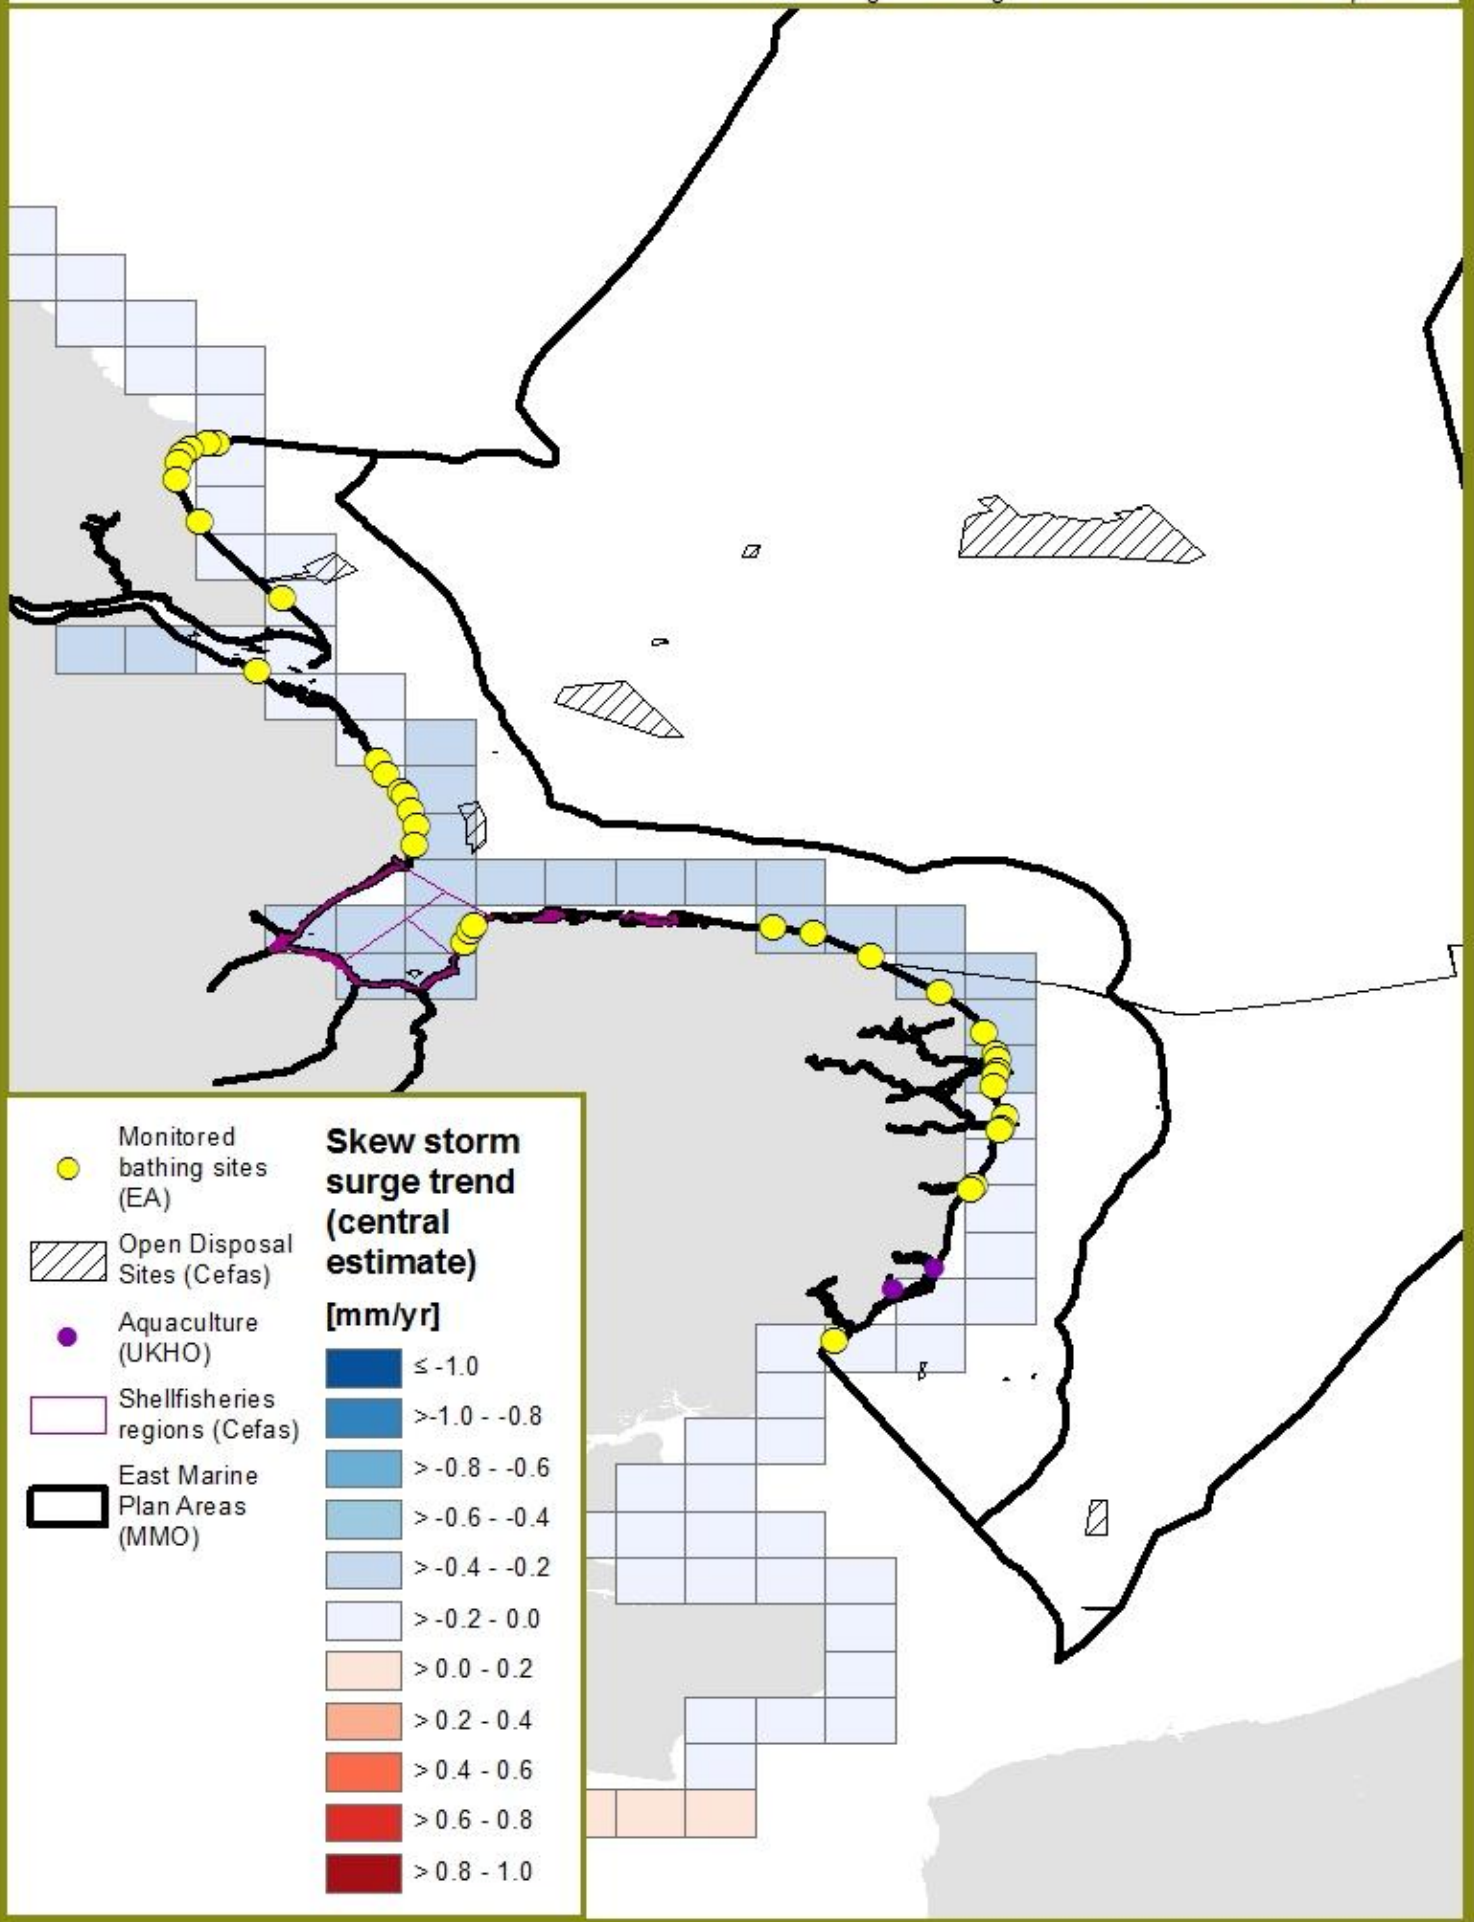 Monitored
bathing sites
(EA)
Open Disposal
Sites (Cefas)
Aquaculture
(UKHO)
Shellfisheries
regions (Cefas)
East Marine
Plan Areas
(MMO)
Skew storm
surge trend
(central
estimate)
[mm/yr]
≤ -1.0
>-1.0 - -0.8
> -0.8 - -0.6
> -0.6 - -0.4
> -0.4 - -0.2
> -0.2 - 0.0
> 0.0 - 0.2
> 0.2 - 0.4
> 0.4 - 0.6
> 0.6 - 0.8
> 0.8 - 1.0